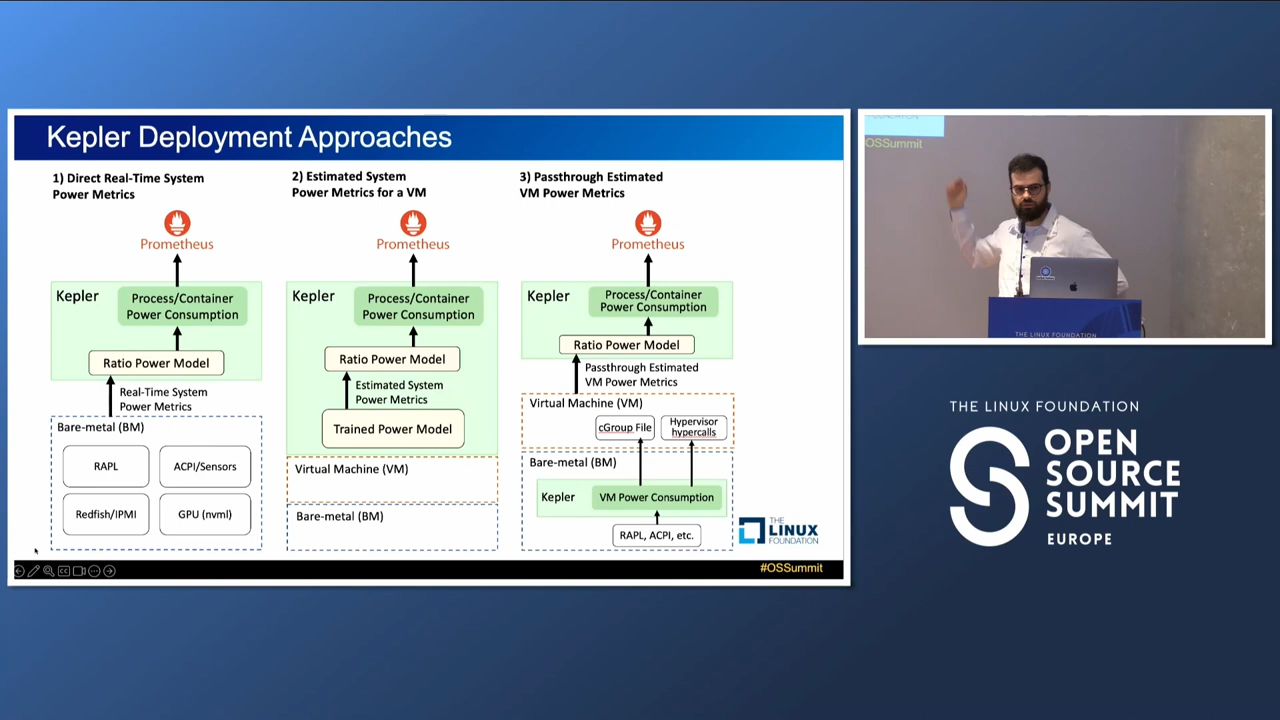 Kepler Deployment Approaches
1) Direct Real-Time System
Power Metrics
Prometheus
Kepler
Process/Container
Power Consumption
Ratio Power Model
Real-Time System
Power Metrics
Bare-metal (BM)
RAPL
ACPI/Sensors
Redfish/IPMI
GPU (nvml)
2) Estimated System
Power Metrics for a VM
Prometheus
Kepler
Process/Container
Power Consumption
Ratio Power Model
Estimated System
Power Metrics
Trained Power Model
Virtual Machine (VM)
Bare-metal (BM)
3) Passthrough Estimated
VM Power Metrics
Prometheus
Kepler
Process/Container
Power Consumption
Ratio Power Model
Passthrough Estimated
VM Power Metrics
Virtual Machine (VM)
cGroup File
Hypervisor
hypercalls
Bare-metal (BM)
Kepler
VM Power Consumption
RAPL, ACPI, etc.
THE
LINUX
FOUNDATION
#OSSummit
OSSummit
THE LINUX FOUNDATION
THE LINUX FOUNDATION
OPEN
SOURCE
SUMMIT
EUROPE